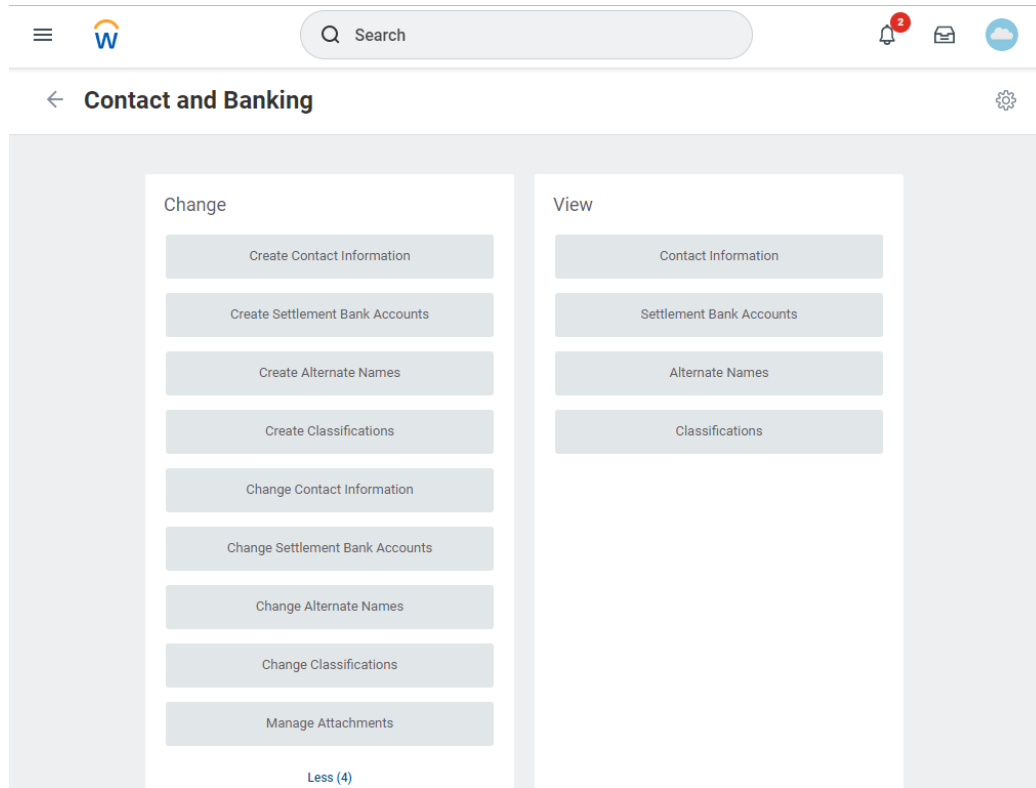 W
Search
2
Contact and Banking
Change
Create Contact Information
Create Settlement Bank Accounts
Create Alternate Names
Create Classifications
Change Contact Information
Change Settlement Bank Accounts
Change Alternate Names
Change Classifications
Manage Attachments
Less (4)
View
Contact Information
Settlement Bank Accounts
Alternate Names
Classifications